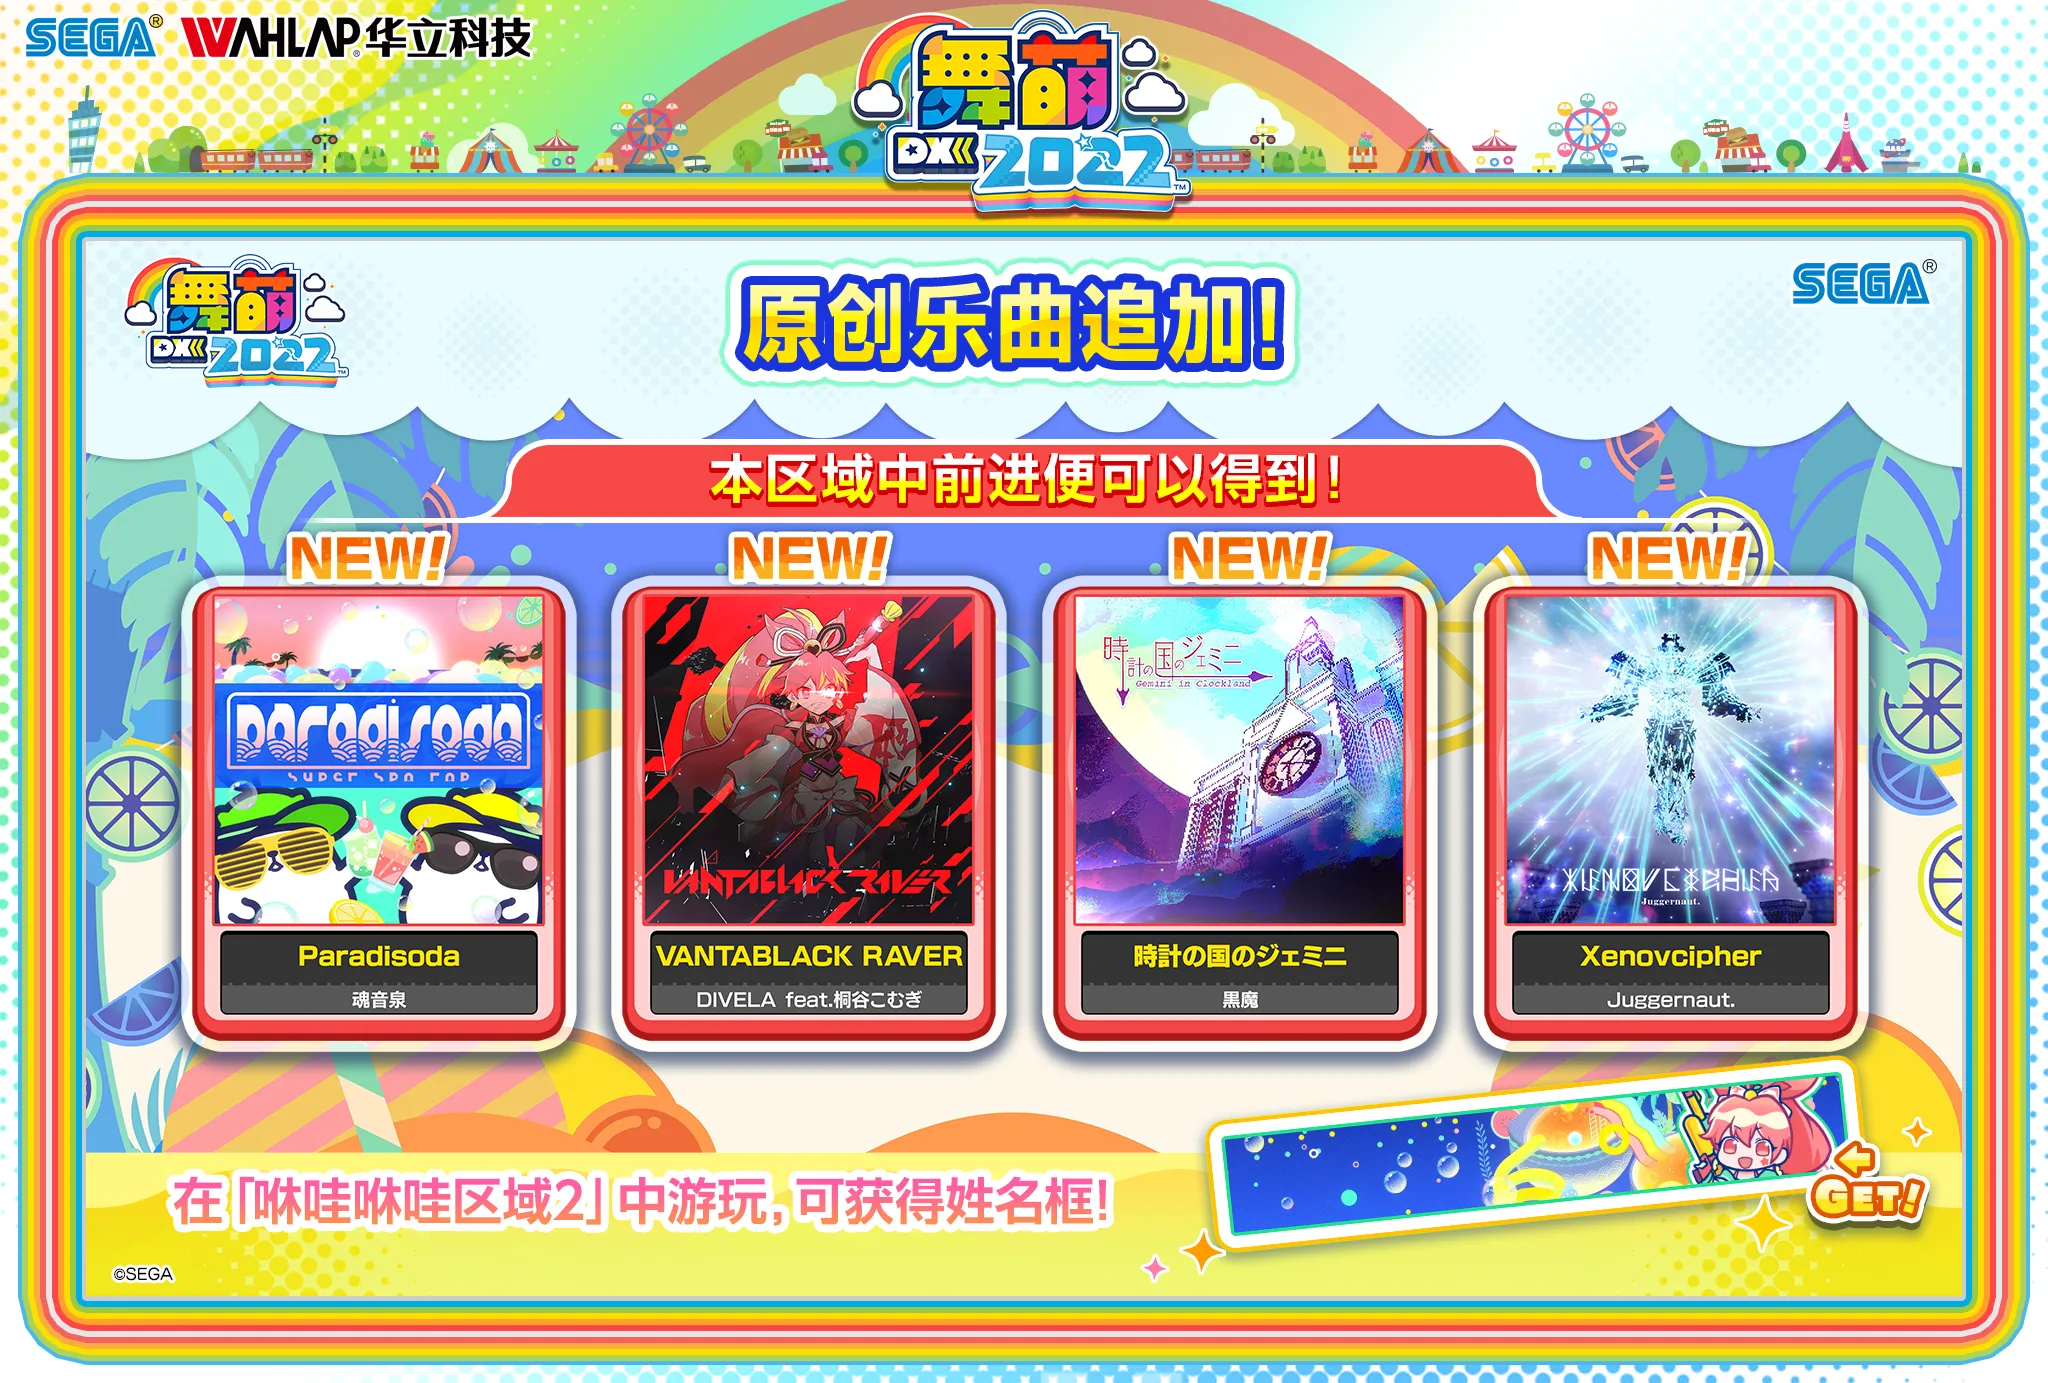 SEGA® WAHLAP® 华立科技
舞萌
DX 2022™
舞萌
DX 2022™
原创乐曲追加!
SEGA®
本区域中前进便可以得到!
NEW! NEW! NEW! NEW!
paradisoda
SUPER SPA POP
VANTABLACK RAVER
時計の国のジェミニ
Gemini in Clockland
XENOVCIPHER
Juggernaut.
Paradisoda
魂音泉
VANTABLACK RAVER
DIVELA feat.桐谷こむぎ
時計の国のジェミニ
黒魔
Xenovcipher
Juggernaut.
在「咻哇咻哇区域2」中游玩,可获得姓名框!
GET!
©SEGA